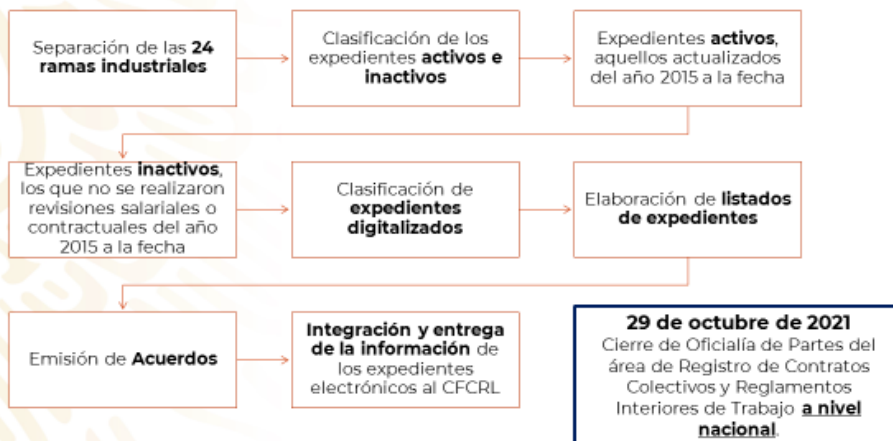 Separación de las 24
ramas industriales
Clasificación de los
expedientes activos e
inactivos
Expedientes activos,
aquellos actualizados
del año 2015 a la fecha
Expedientes inactivos,
los que no se realizaron
revisiones salariales o
contractuales del año
2015 a la fecha
Clasificación de
expedientes
digitalizados
Elaboración de listados
de expedientes
Emisión de Acuerdos
Integración y entrega
de la información de
los expedientes
electrónicos al CFCRL
29 de octubre de 2021
Cierre de Oficialía de Partes del
área de Registro de Contratos
Colectivos y Reglamentos
Interiores de Trabajo a nivel
nacional.